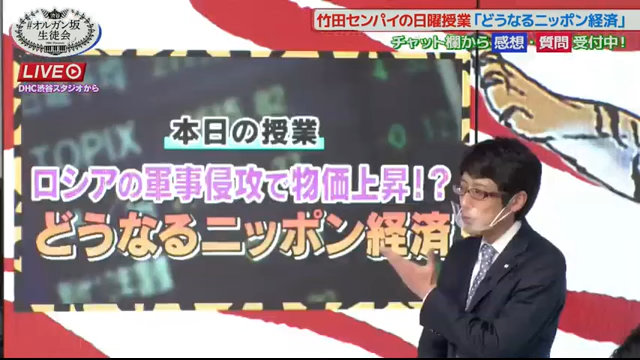 #オルガン坂
生徒会
竹田センパイの日曜授業「どうなるニッポン経済」
チャット欄から 感想・質問 受付中!
LIVE
DHC渋谷スタジオから
TOPIX
本日の授業
ロシアの軍事侵攻で物価上昇!?
どうなるニッポン経済